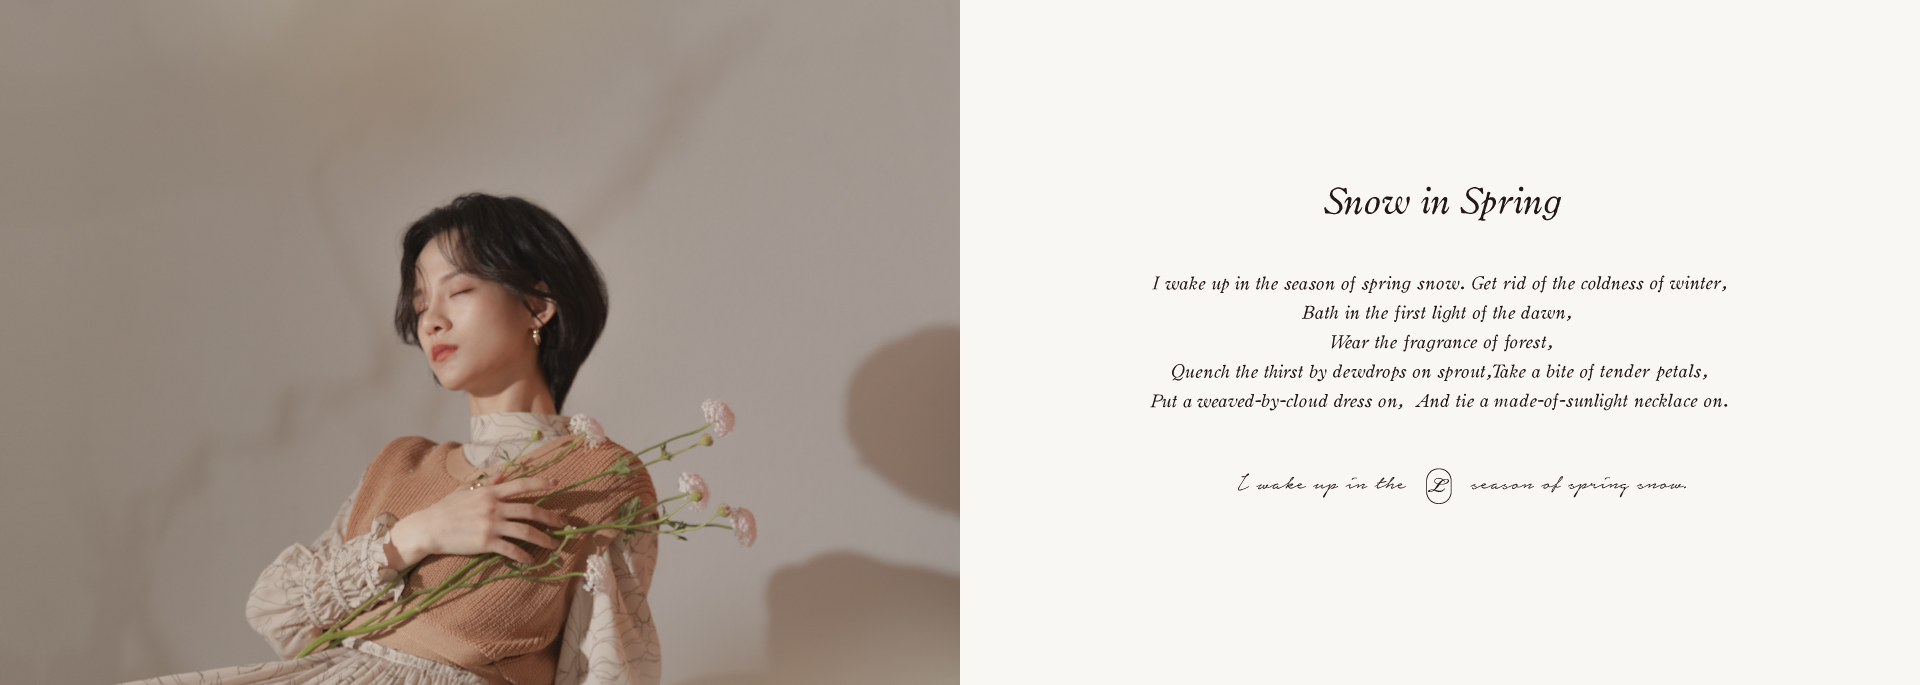 Snow in Spring
I wake up in the season of spring snow. Get rid of the coldness of winter,
Bath in the first light of the dawn,
Wear the fragrance of forest,
Quench the thirst by dewdrops on sprout,Take a bite of tender petals,
Put a weaved-by-cloud dress on, And tie a made-of-sunlight necklace on.
I wake up in the L season of spring snow.